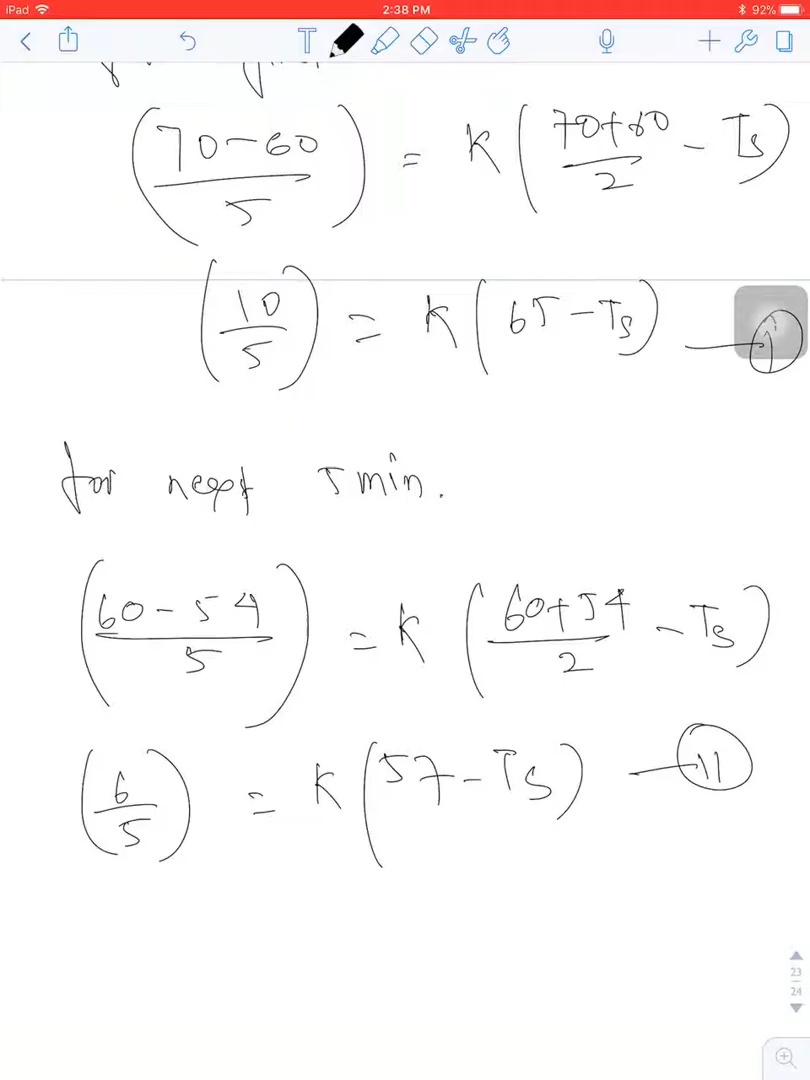 iPad 2:38 PM 92%
T
(70-60/5) = K(70+60/2 - Ts)
(10/5) = K(65-Ts) — I
for next 5 min.
(60-54/5) = K(60+54/2 - Ts)
(6/5) = K(57-Ts) — II
23
24